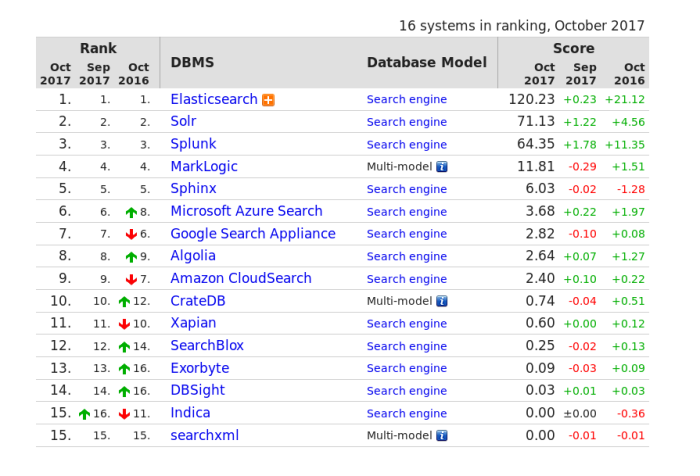 16 systems in ranking, October 2017
Rank DBMS Database Model Score
Oct 2017 Sep 2017 Oct 2016 Oct 2017 Sep 2017 Oct 2016
1. 1. 1. Elasticsearch Search engine 120.23 +0.23 +21.12
2. 2. 2. Solr Search engine 71.13 +1.22 +4.56
3. 3. 3. Splunk Search engine 64.35 +1.78 +11.35
4. 4. 4. MarkLogic Multi-model i 11.81 -0.29 +1.51
5. 5. 5. Sphinx Search engine 6.03 -0.02 -1.28
6. 6. 8. Microsoft Azure Search Search engine 3.68 +0.22 +1.97
7. 7. 6. Google Search Appliance Search engine 2.82 -0.10 +0.08
8. 8. 9. Algolia Search engine 2.64 +0.07 +1.27
9. 9. 7. Amazon CloudSearch Search engine 2.40 +0.10 +0.22
10. 10. 12. CrateDB Multi-model i 0.74 -0.04 +0.51
11. 11. 10. Xapian Search engine 0.60 +0.00 +0.12
12. 12. 14. SearchBlox Search engine 0.25 -0.02 +0.13
13. 13. 16. Exorbyte Search engine 0.09 -0.03 +0.09
14. 14. 16. DBSight Search engine 0.03 +0.01 +0.03
15. 16. 11. Indica Search engine 0.00 ±0.00 -0.36
15. 15. 15. searchxml Multi-model i 0.00 -0.01 -0.01